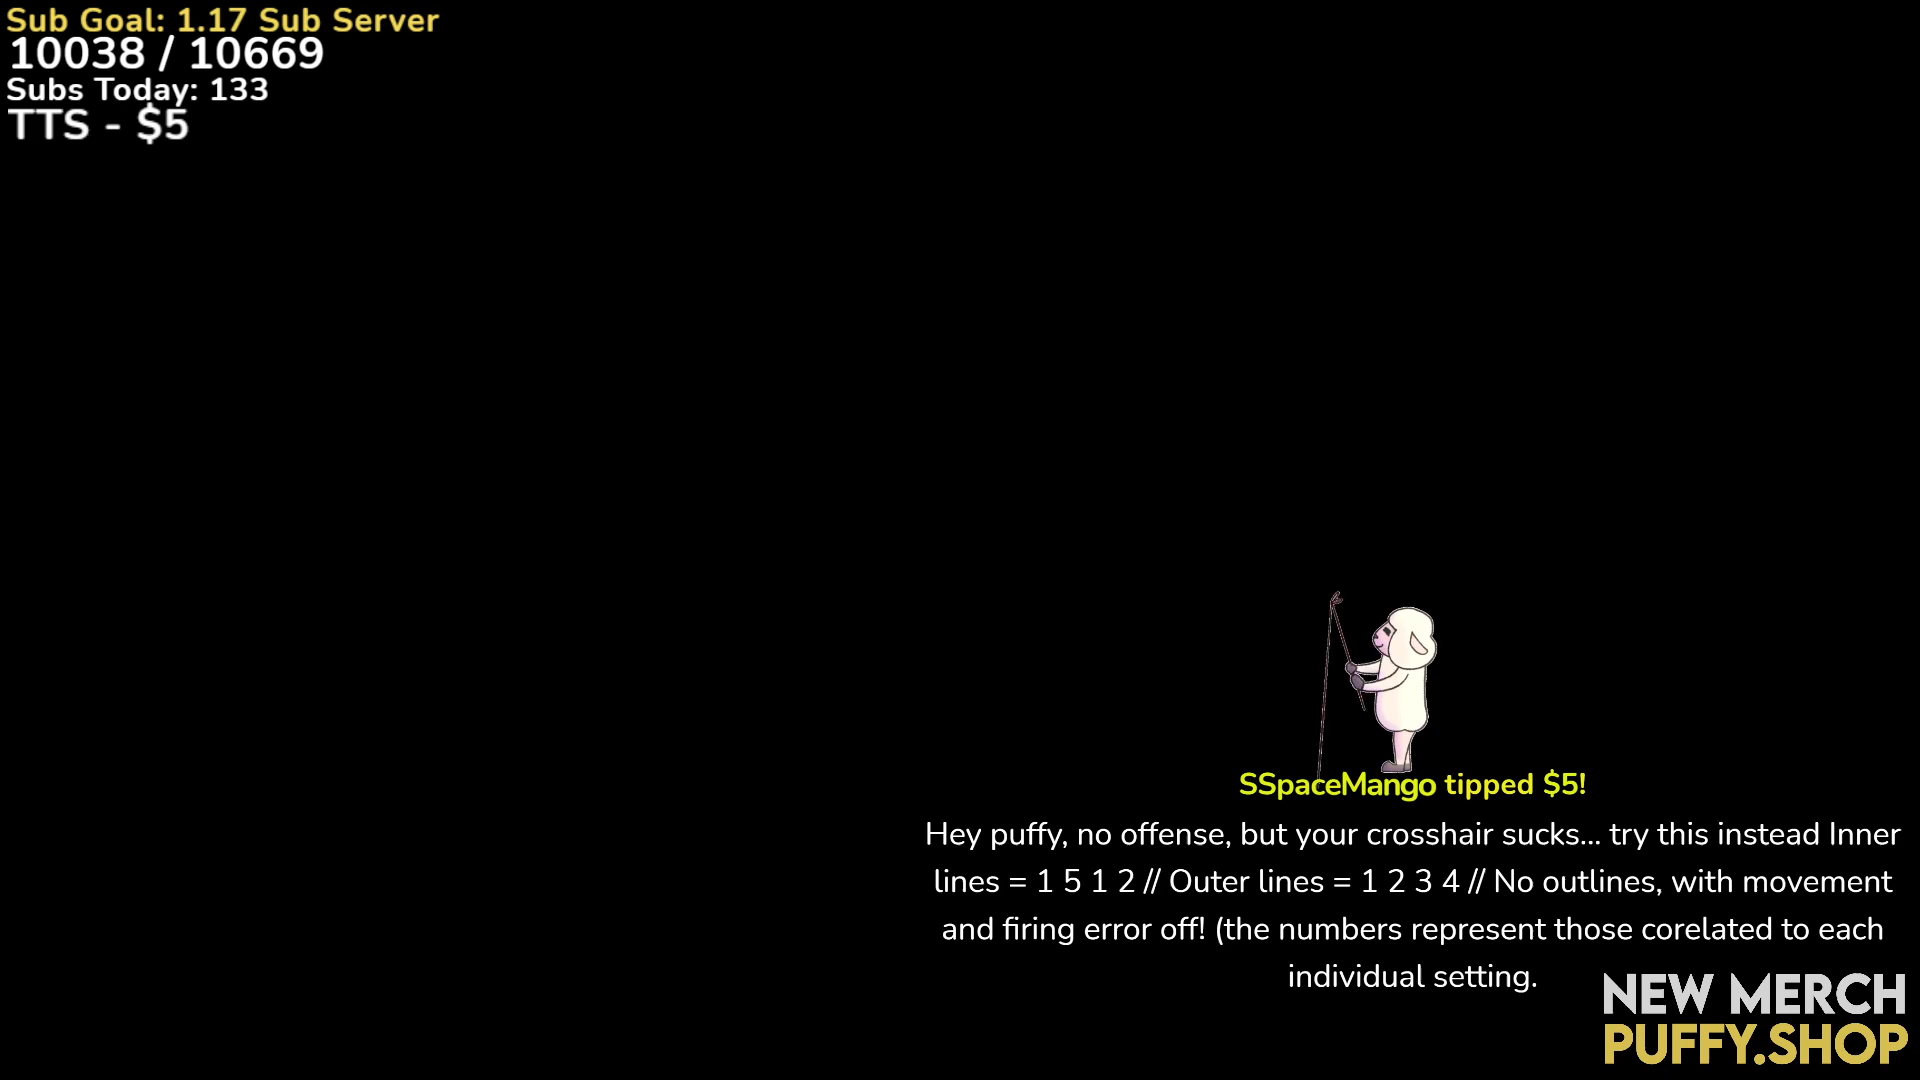 Sub Goal: 1.17 Sub Server
10038 / 10669
Subs Today: 133
TTS - $5
SSpaceMango tipped $5!
Hey puffy, no offense, but your crosshair sucks... try this instead Inner
lines = 1 5 1 2 // Outer lines = 1 2 3 4 // No outlines, with movement
and firing error off! (the numbers represent those corelated to each
individual setting.
NEW MERCH
PUFFY.SHOP